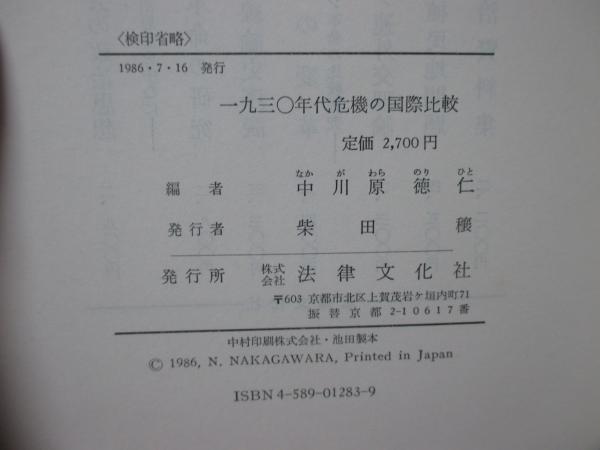 〈検印省略〉
1986・7・16 発行
一九三〇年代危機の国際比較
定価 2,700円
なか が わら のり ひと
編者 中川原徳仁
発行者 柴田穣
発行所 株式会社 法律文化社
〒603 京都市北区上賀茂岩ケ垣内町71
振替京都 2-10617番
中村印刷株式会社・池田製本
© 1986, N. NAKAGAWARA, Printed in Japan
ISBN4-589-01283-9